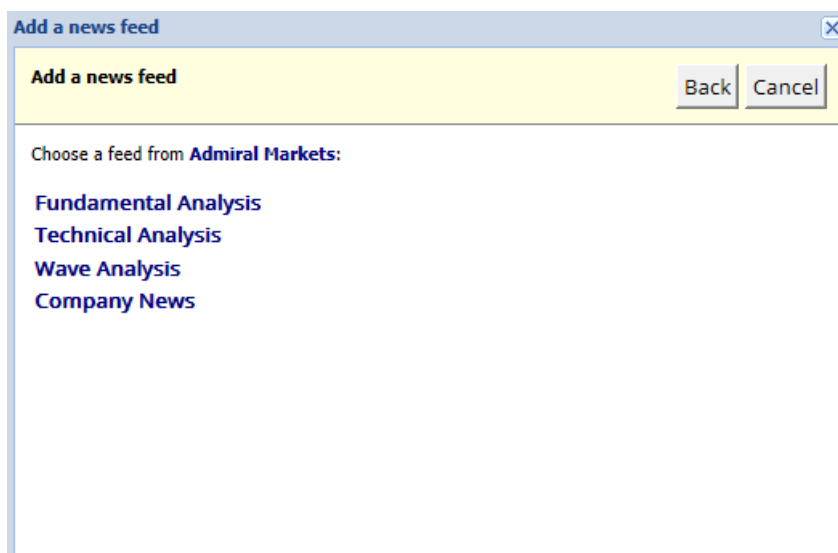 Add a news feed
Add a news feed
Back Cancel
Choose a feed from Admiral Markets:
Fundamental Analysis
Technical Analysis
Wave Analysis
Company News